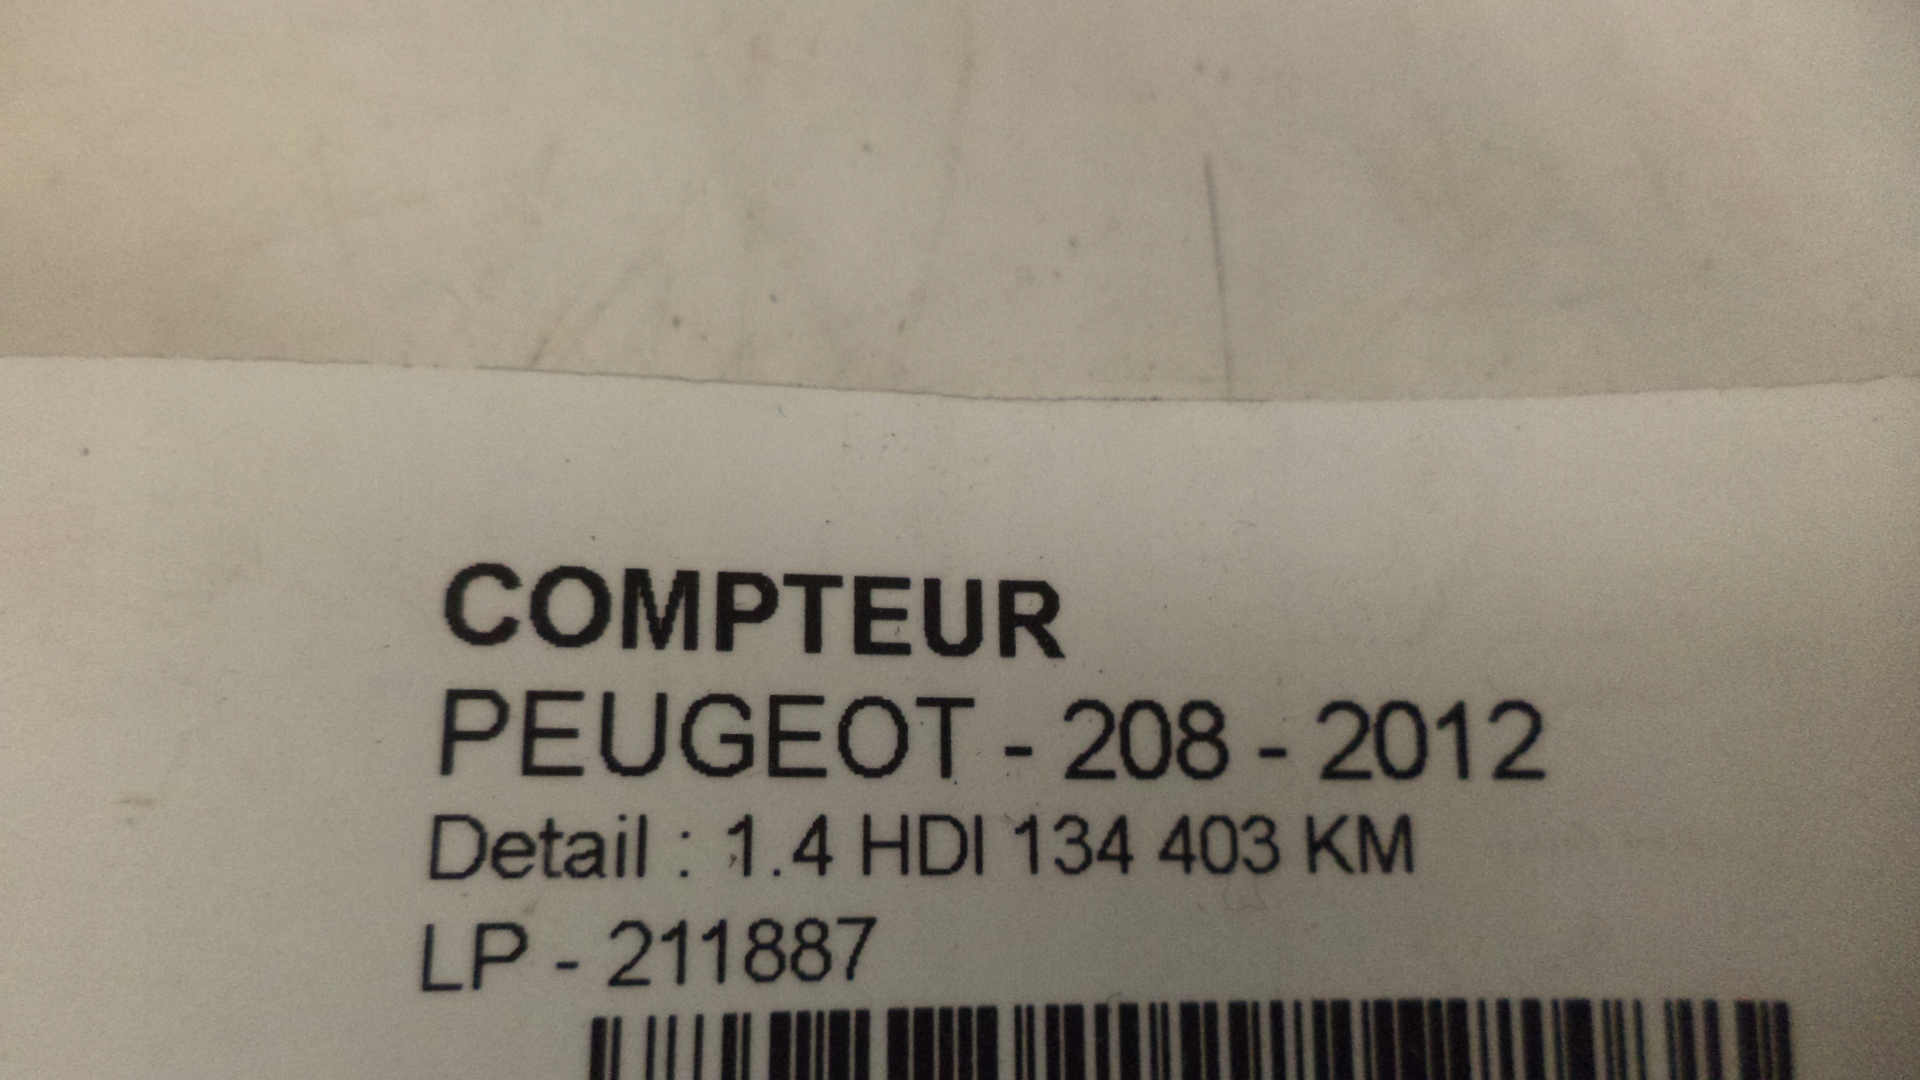 COMPTEUR
PEUGEOT - 208 - 2012
Detail : 1.4 HDI 134 403 KM
LP - 211887